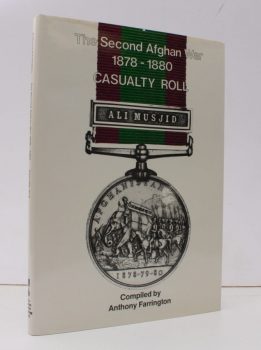 The Second Afghan War
1878 - 1880
CASUALTY ROLL
ALI MUSJID
AFGHANISTAN
1878-79-80
Compiled by
Anthony Farrington